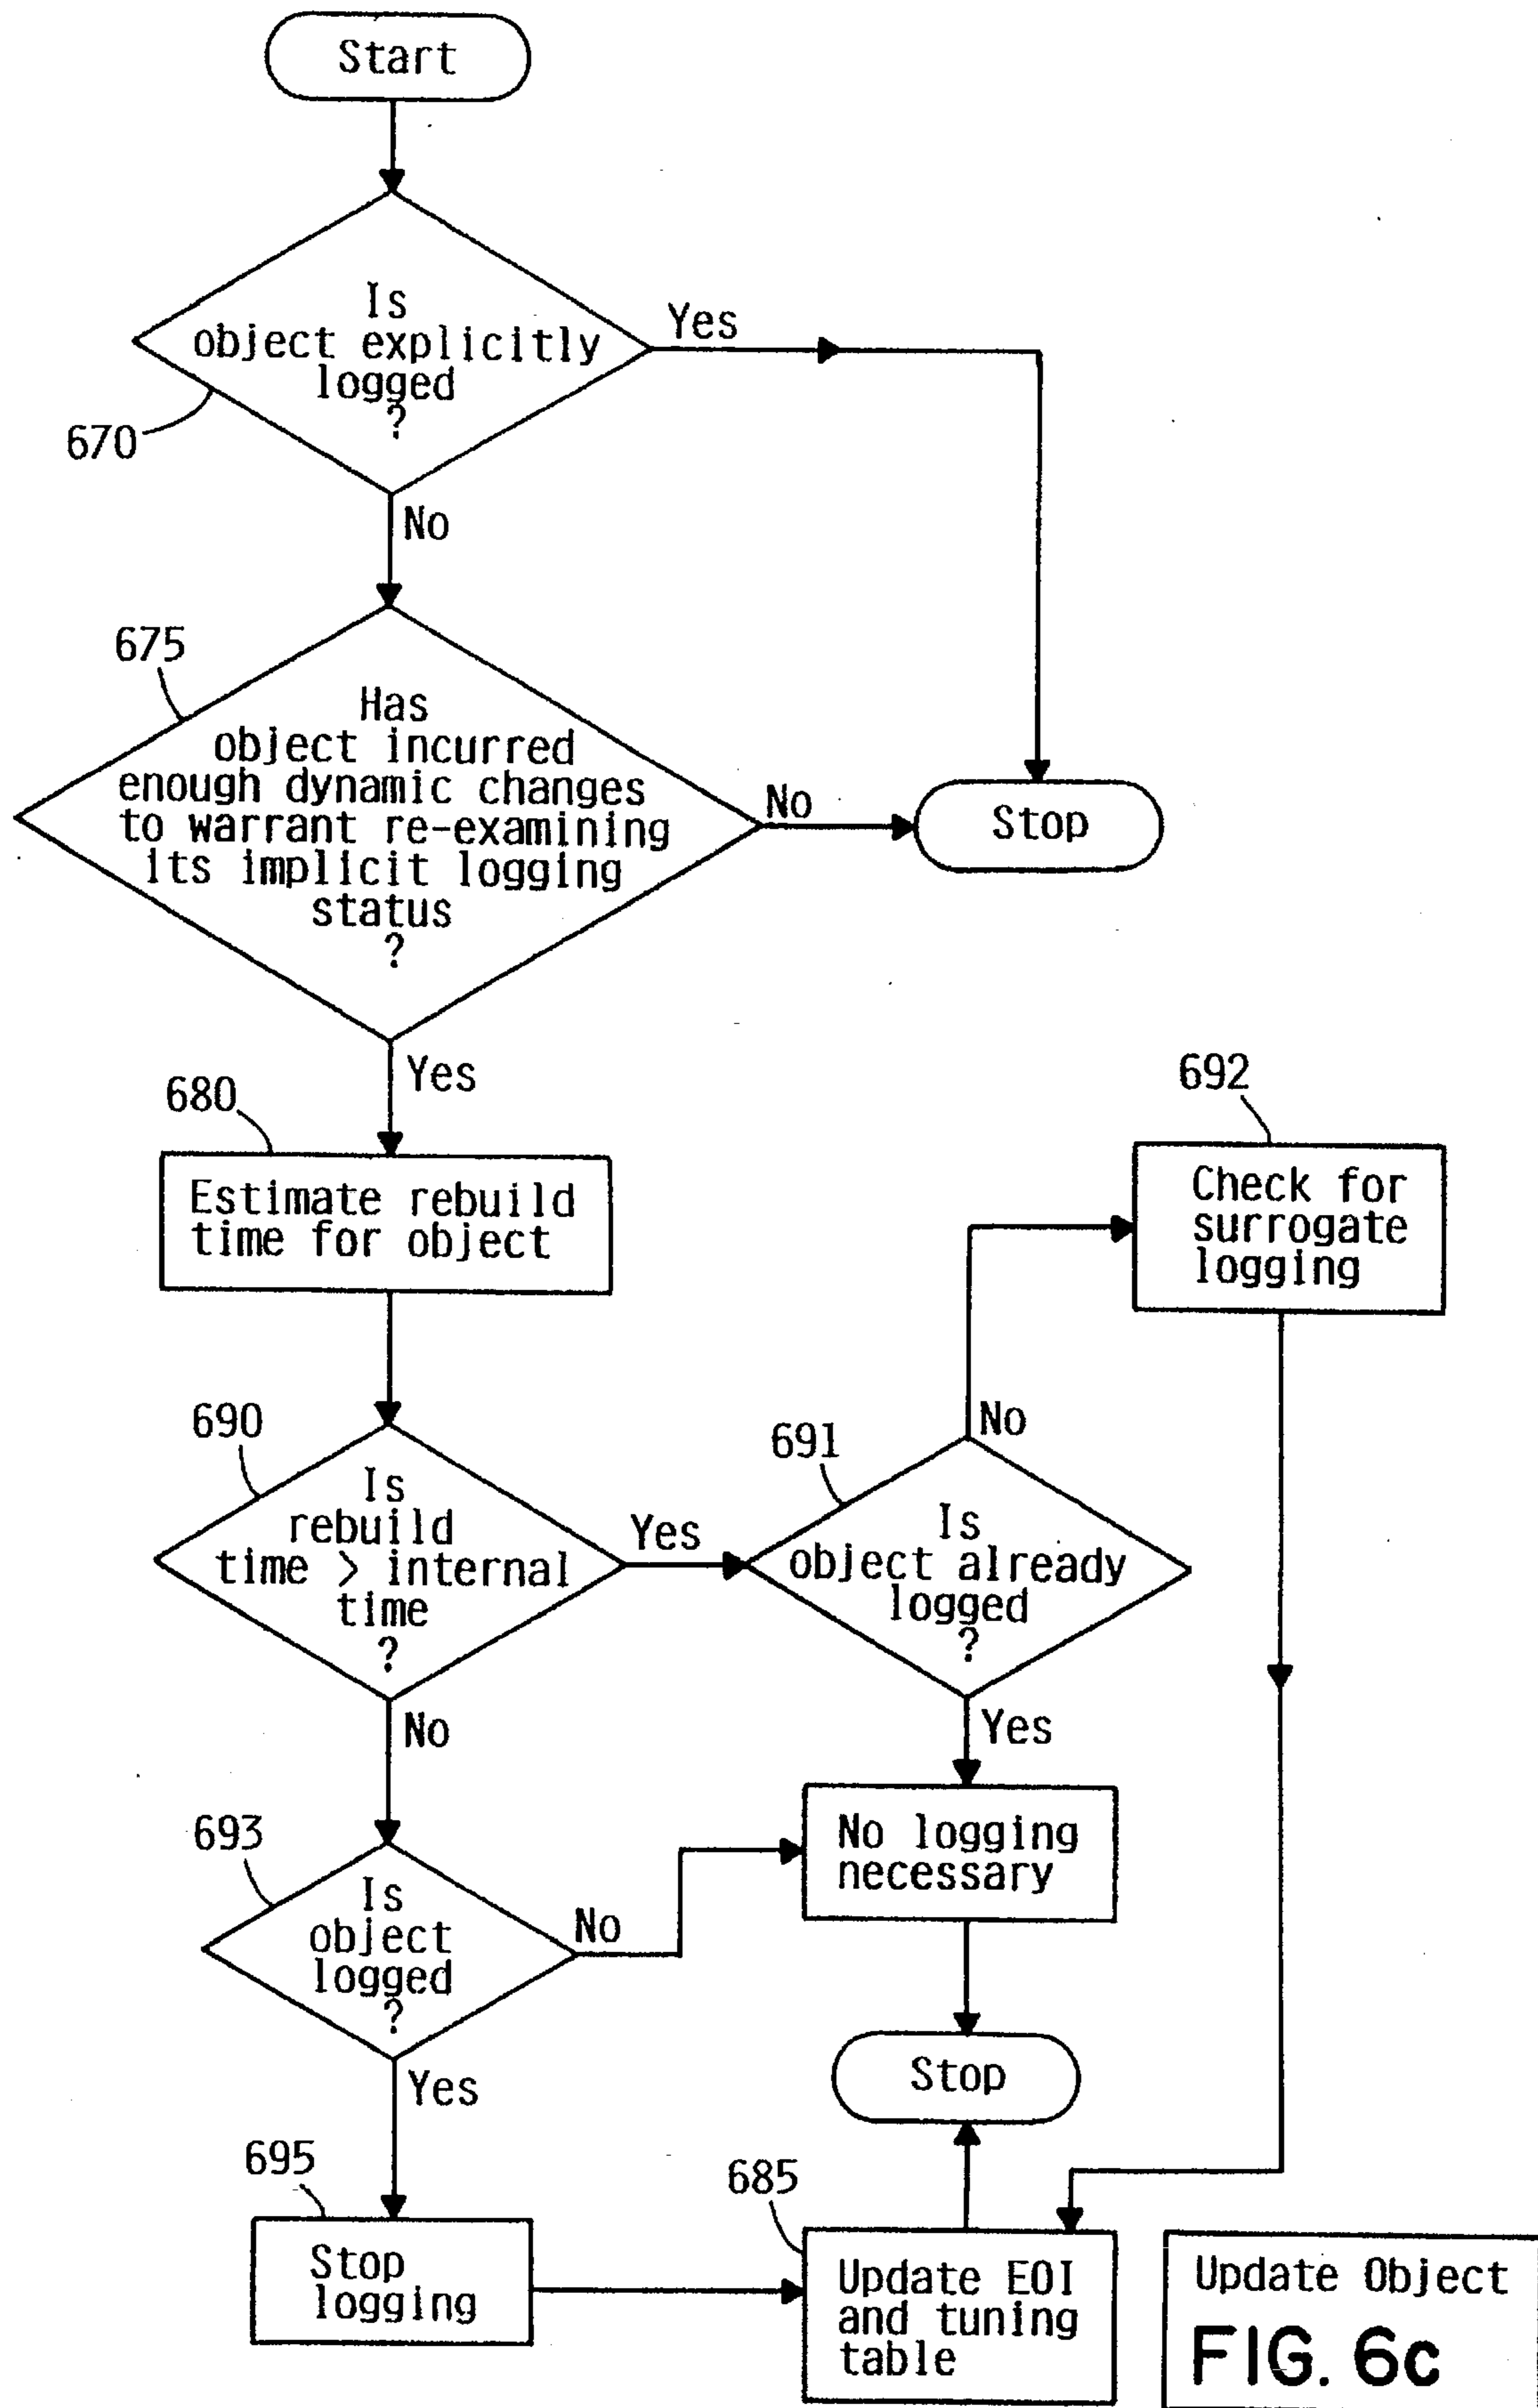 Start
Is
object explicitly
logged
?
Yes
670
No
675
Has
object incurred
enough dynamic changes
to warrant re-examining
its implicit logging
status
?
No
Stop
Yes
680
Estimate rebuild
time for object
692
Check for
surrogate
logging
690
Is
rebuild
time > internal
time
?
Yes
691
No
Is
object already
logged
?
No
Yes
693
Is
object
logged
?
No
No logging
necessary
Yes
Stop
695
Stop
logging
685
Update EOI
and tuning
table
Update Object
FIG. 6c